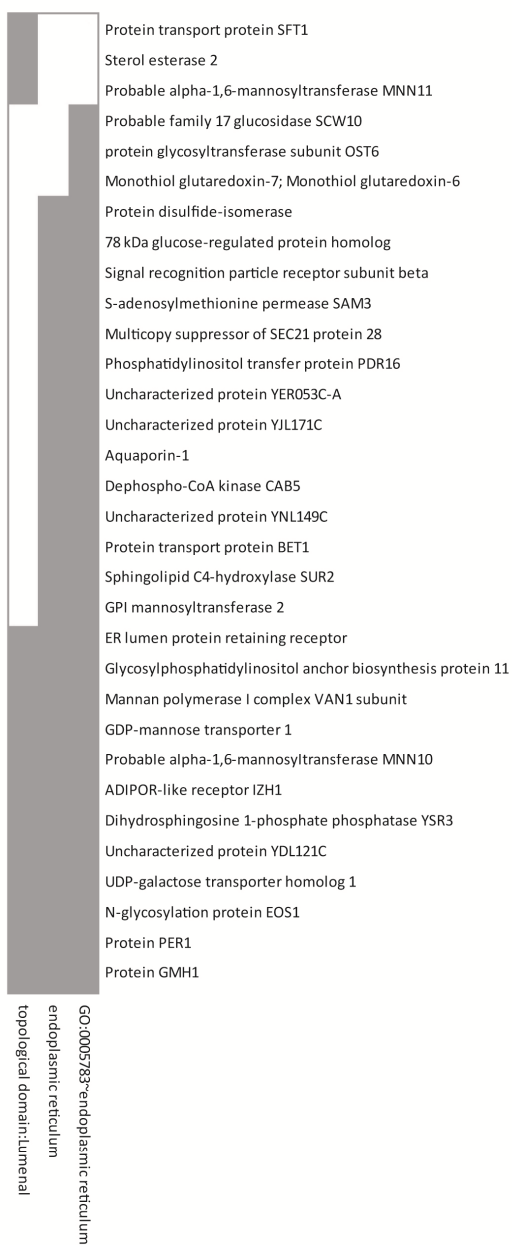 Protein transport protein SFT1
Sterol esterase 2
Probable alpha-1,6-mannosyltransferase MNN11
Probable family 17 glucosidase SCW10
protein glycosyltransferase subunit OST6
Monothiol glutaredoxin-7; Monothiol glutaredoxin-6
Protein disulfide-isomerase
78 kDa glucose-regulated protein homolog
Signal recognition particle receptor subunit beta
S-adenosylmethionine permease SAM3
Multicopy suppressor of SEC21 protein 28
Phosphatidylinositol transfer protein PDR16
Uncharacterized protein YER053C-A
Uncharacterized protein YJL171C
Aquaporin-1
Dephospho-CoA kinase CAB5
Uncharacterized protein YNL149C
Protein transport protein BET1
Sphingolipid C4-hydroxylase SUR2
GPI mannosyltransferase 2
ER lumen protein retaining receptor
Glycosylphosphatidylinositol anchor biosynthesis protein 11
Mannan polymerase I complex VAN1 subunit
GDP-mannose transporter 1
Probable alpha-1,6-mannosyltransferase MNN10
ADIPOR-like receptor IZH1
Dihydrosphingosine 1-phosphate phosphatase YSR3
Uncharacterized protein YDL121C
UDP-galactose transporter homolog 1
N-glycosylation protein EOS1
Protein PER1
Protein GMH1
topological domain:Lumenal
endoplasmic reticulum
GO:0005783~endoplasmic reticulum